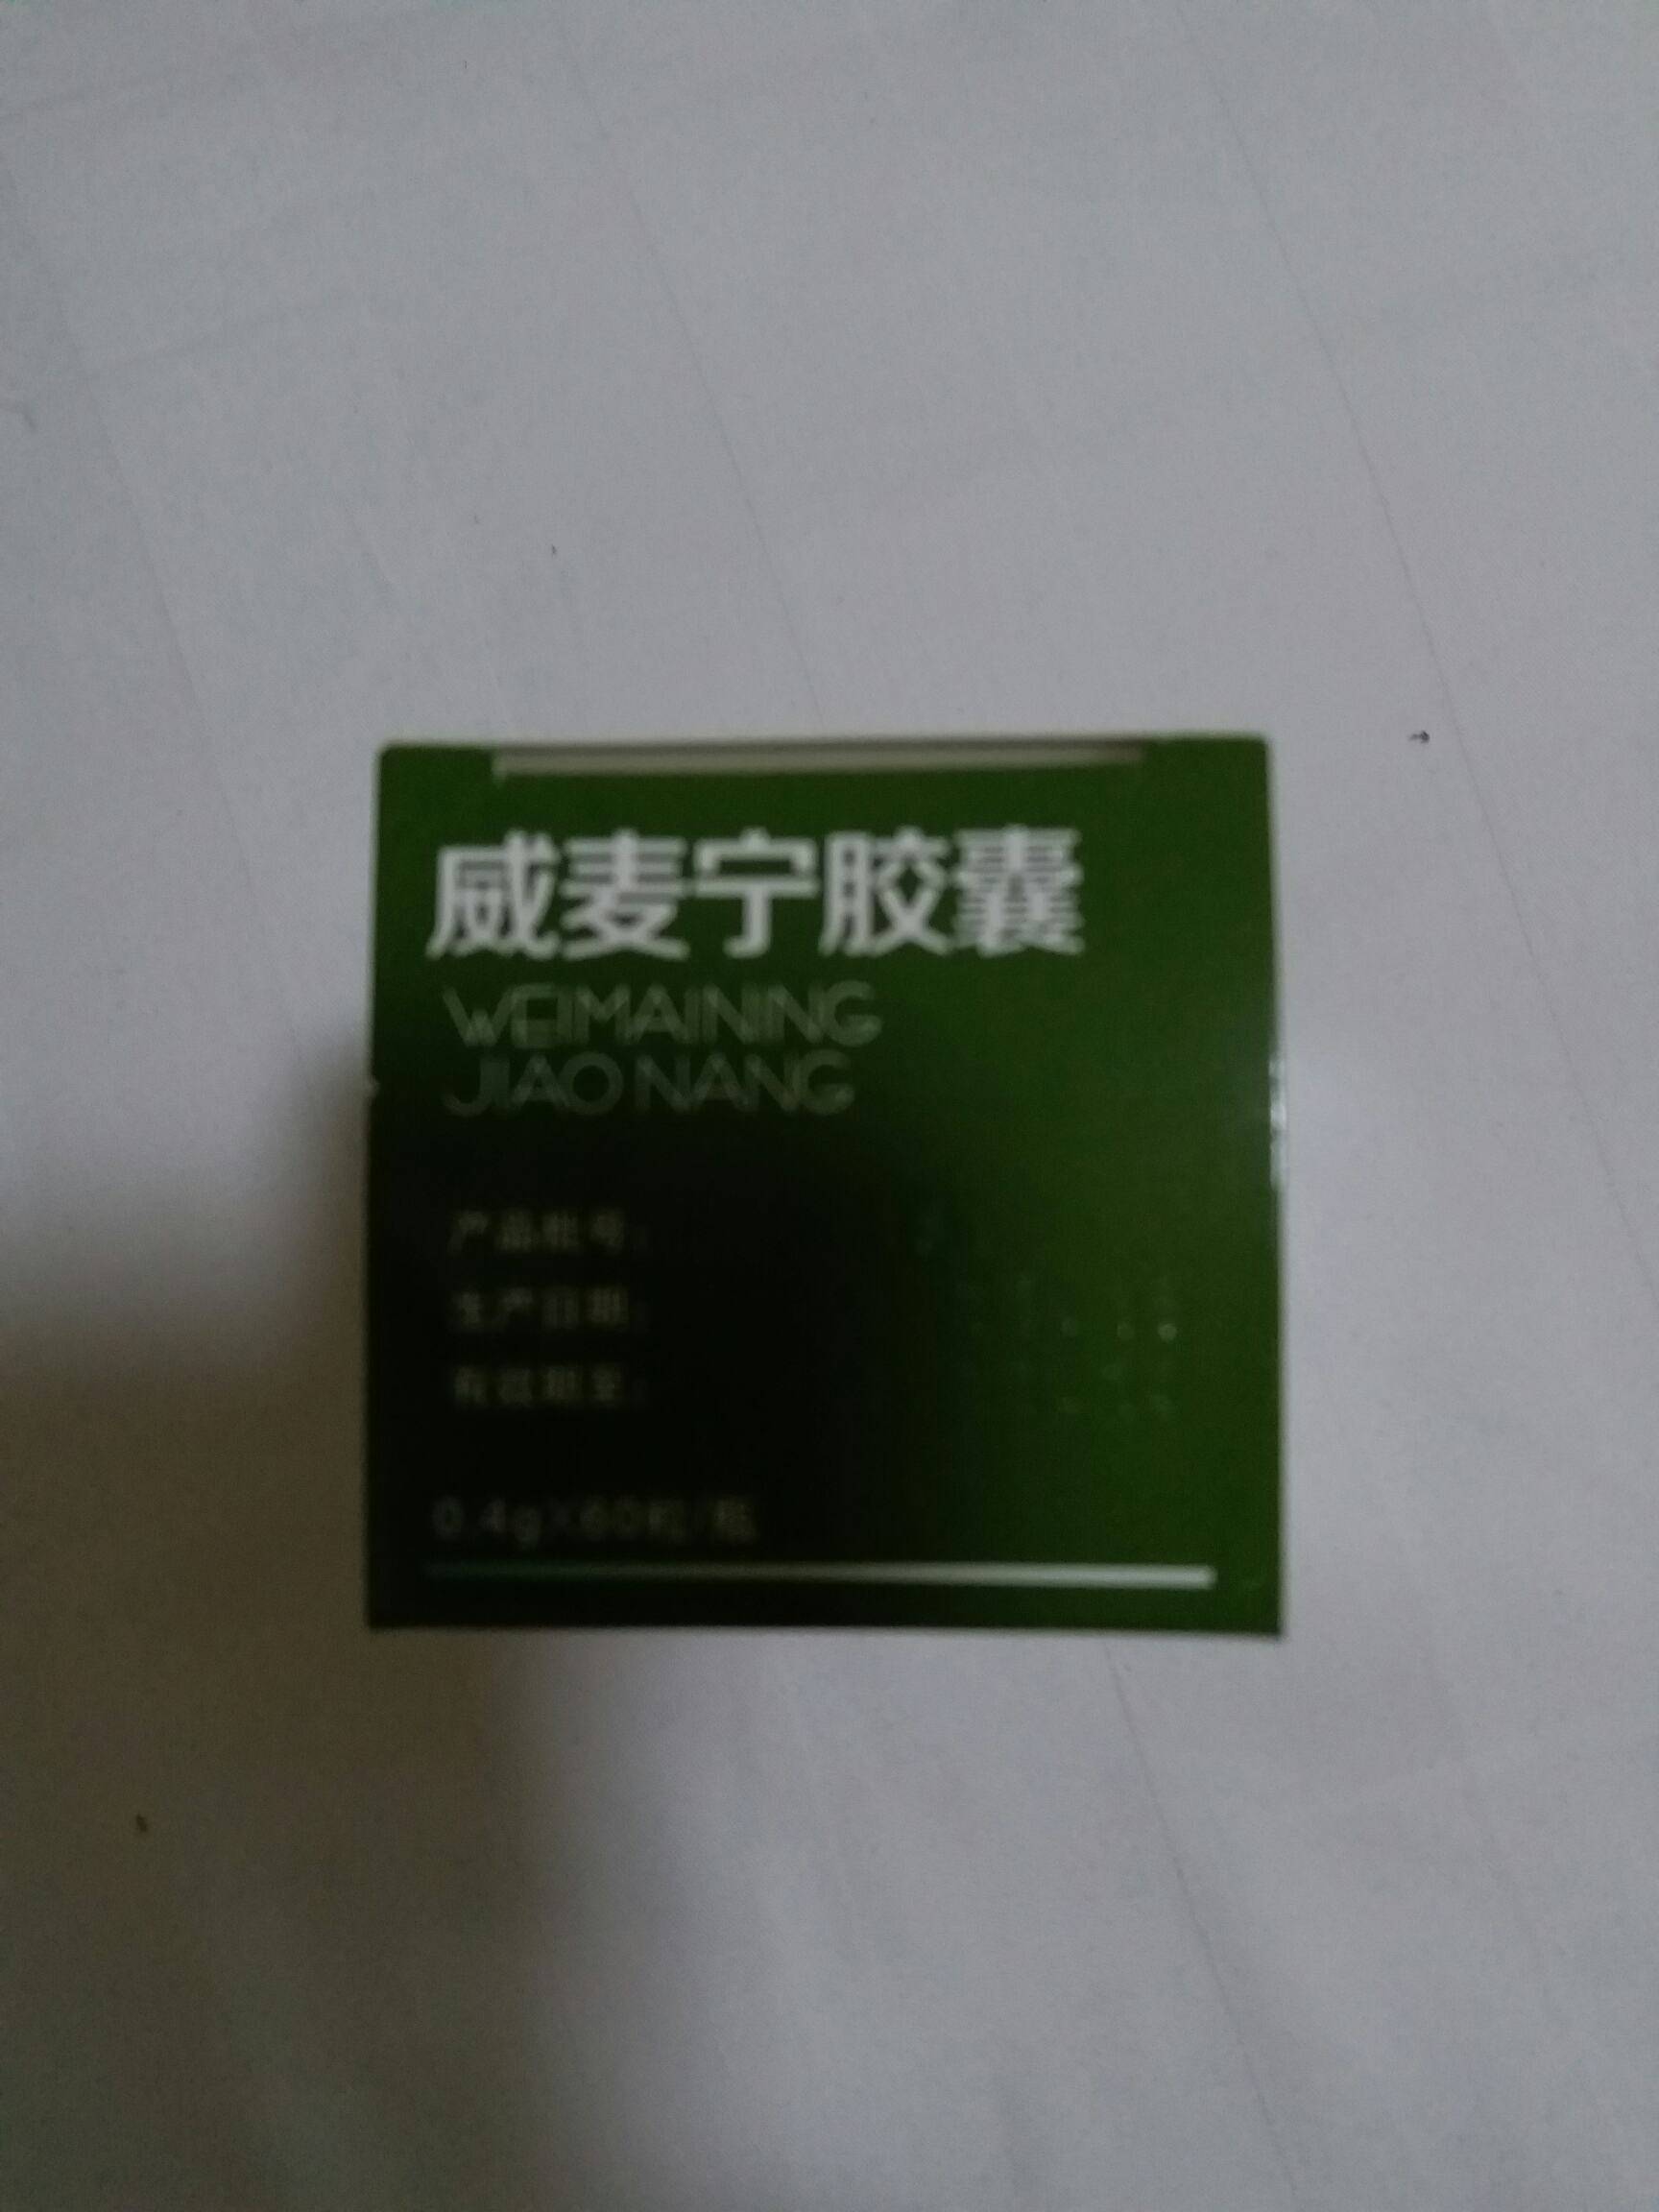 威麦宁胶囊
WEIMAINING
JIAO NANG
产品批号:
生产日期:
有效期至:
0.4g×60粒/瓶